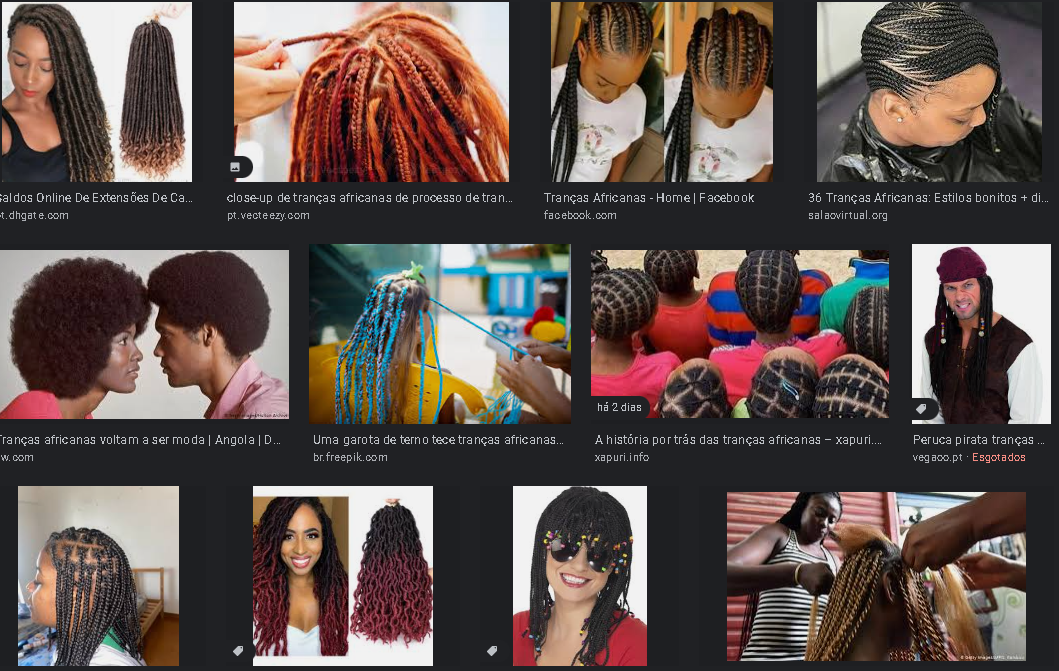 Saldos Online De Extensões De Ca...
pt.dhgate.com
close-up de tranças africanas de processo de tran...
pt.vecteezy.com
Tranças Africanas - Home | Facebook
facebook.com
36 Tranças Africanas: Estilos bonitos + di...
salaovirtual.org
Tranças africanas voltam a ser moda | Angola | D...
w.com
Uma garota de terno tece tranças africanas...
br.freepik.com
há 2 dias
A história por trás das tranças africanas – xapuri....
xapuri.info
Peruca pirata tranças ...
vegaoo.pt · Esgotados